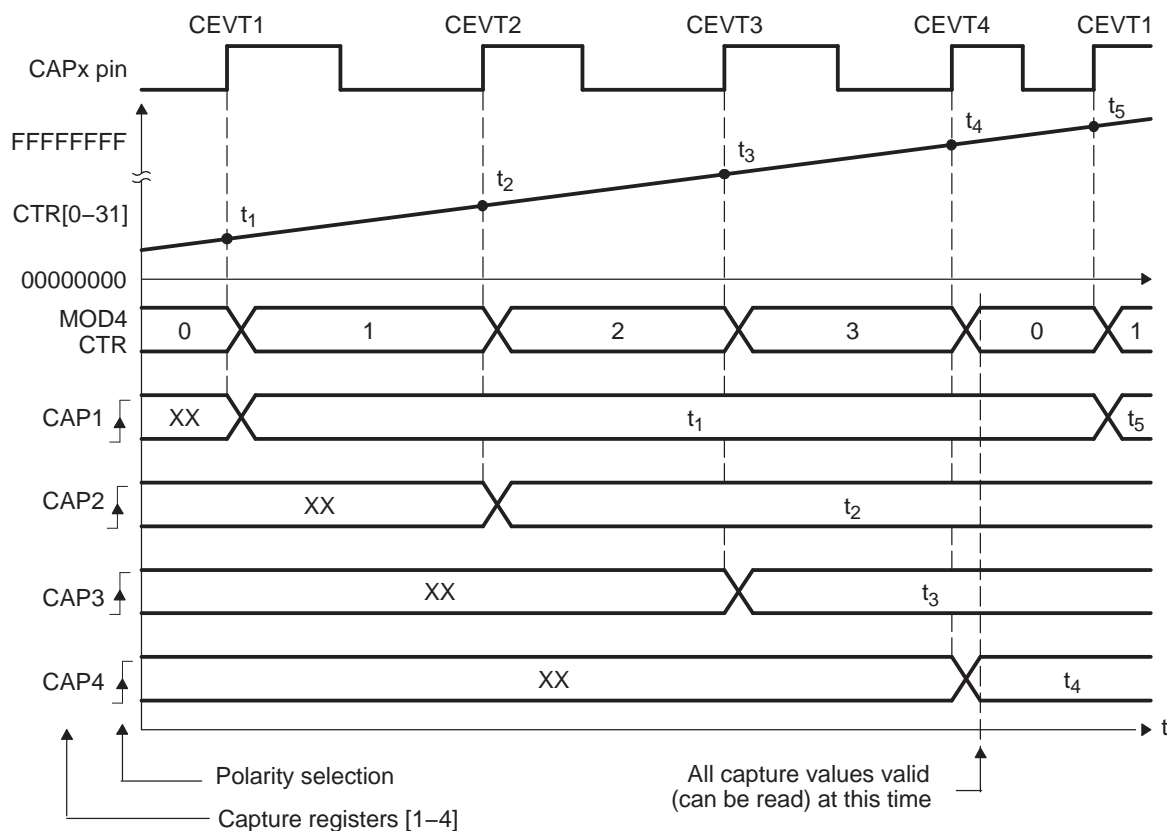 CEVT1 CEVT2 CEVT3 CEVT4 CEVT1
CAPx pin
t5
FFFFFFFF
t4
t3
t2
CTR[0−31]
t1
00000000
MOD4
CTR
0 1 2 3 0 1
CAP1 XX t1 t5
CAP2 XX t2
CAP3 XX t3
CAP4 XX t4
t
Polarity selection
Capture registers [1−4]
All capture values valid
(can be read) at this time